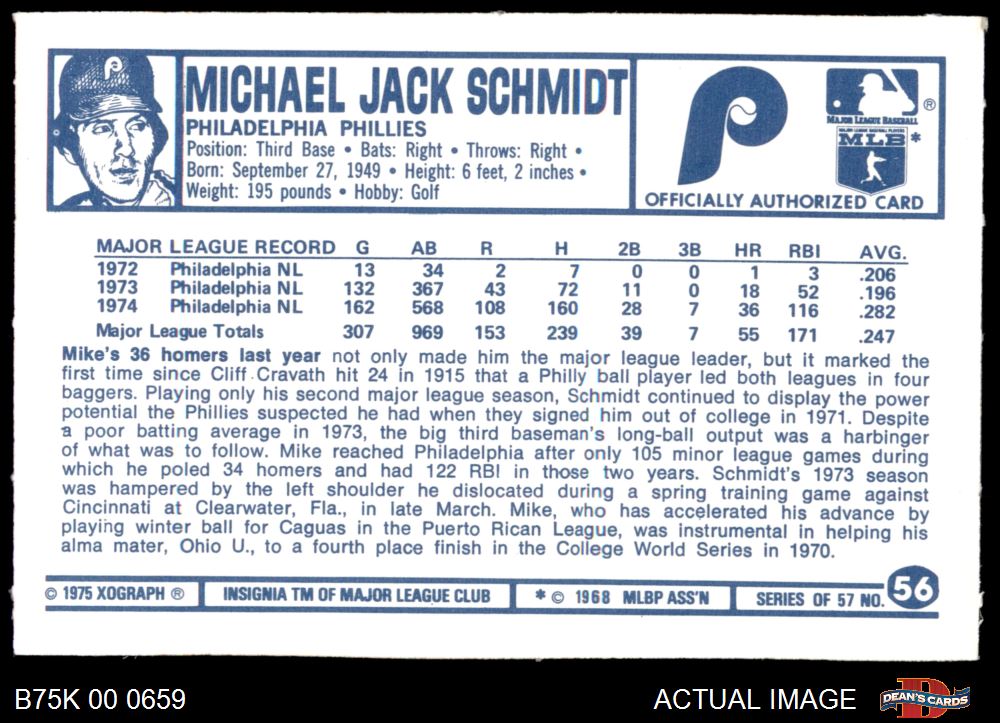 MICHAEL JACK SCHMIDT
PHILADELPHIA PHILLIES
Position: Third Base • Bats: Right • Throws: Right •
Born: September 27, 1949 • Height: 6 feet, 2 inches •
Weight: 195 pounds • Hobby: Golf
P
P
®
MAJOR LEAGUE BASEBALL
MAJOR LEAGUE BASEBALL PLAYERS
MLB *
OFFICIALLY AUTHORIZED CARD
MAJOR LEAGUE RECORD G AB R H 2B 3B HR RBI AVG.
1972 Philadelphia NL 13 34 2 7 0 0 1 3 .206
1973 Philadelphia NL 132 367 43 72 11 0 18 52 .196
1974 Philadelphia NL 162 568 108 160 28 7 36 116 .282
Major League Totals 307 969 153 239 39 7 55 171 .247
Mike's 36 homers last year not only made him the major league leader, but it marked the
first time since Cliff Cravath hit 24 in 1915 that a Philly ball player led both leagues in four
baggers. Playing only his second major league season, Schmidt continued to display the power
potential the Phillies suspected he had when they signed him out of college in 1971. Despite
a poor batting average in 1973, the big third baseman's long-ball output was a harbinger
of what was to follow. Mike reached Philadelphia after only 105 minor league games during
which he poled 34 homers and had 122 RBI in those two years. Schmidt's 1973 season
was hampered by the left shoulder he dislocated during a spring training game against
Cincinnati at Clearwater, Fla., in late March. Mike, who has accelerated his advance by
playing winter ball for Caguas in the Puerto Rican League, was instrumental in helping his
alma mater, Ohio U., to a fourth place finish in the College World Series in 1970.
© 1975 XOGRAPH ® INSIGNIA TM OF MAJOR LEAGUE CLUB * © 1968 MLBP ASS'N SERIES OF 57 NO. 56
B75K 00 0659 ACTUAL IMAGE DEAN'S CARDS